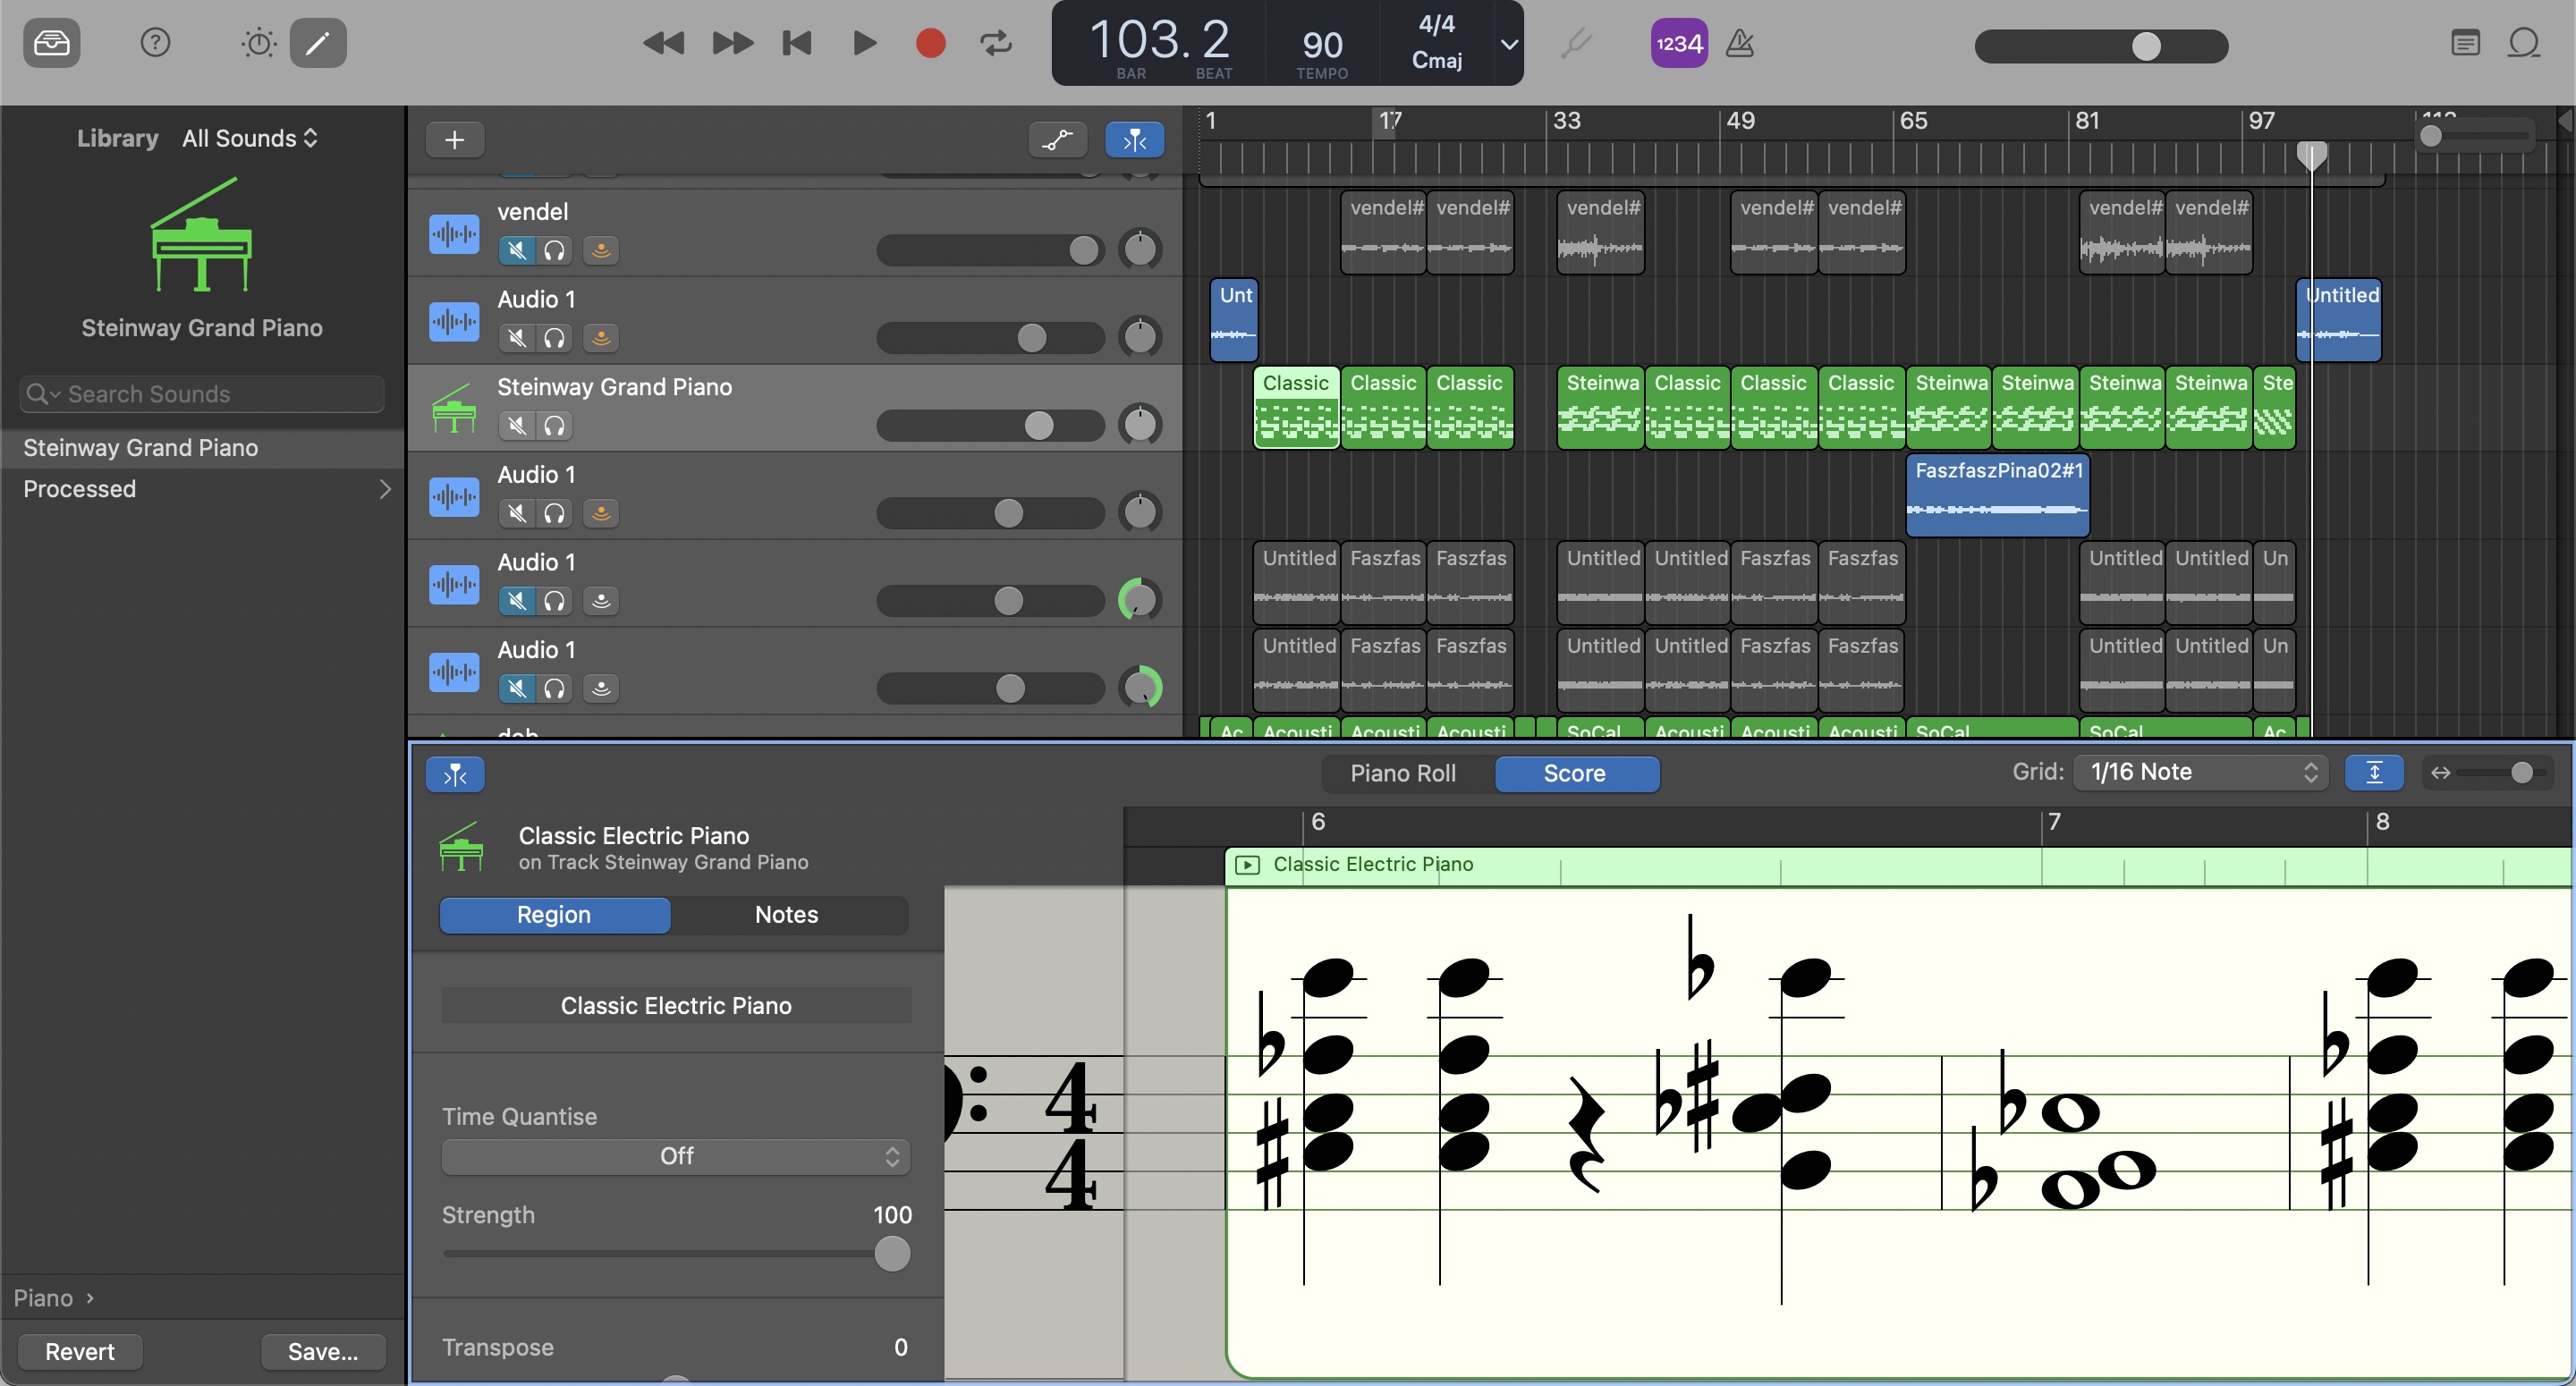 103. 2
BAR BEAT
90
TEMPO
4/4
Cmaj
1234
Library All Sounds
Steinway Grand Piano
Search Sounds
Steinway Grand Piano
Processed
Piano
Revert Save...
1 17 33 49 65 81 97
vendel
vendel# vendel# vendel# vendel# vendel# vendel# vendel#
Audio 1
Unt Untitled
Steinway Grand Piano
Classic Classic Classic Steinwa Classic Classic Classic Steinwa Steinwa Steinwa Steinwa Ste
Audio 1
FaszfaszPina02#1
Audio 1
Untitled Faszfas Faszfas Untitled Untitled Faszfas Faszfas Untitled Untitled Un
Audio 1
Untitled Faszfas Faszfas Untitled Untitled Faszfas Faszfas Untitled Untitled Un
Ac Acousti Acousti Acousti SoCal Acousti Acousti Acousti SoCal SoCal Ac
Piano Roll Score
Grid: 1/16 Note
6 7 8
Classic Electric Piano
on Track Steinway Grand Piano
Classic Electric Piano
Region Notes
Classic Electric Piano
Time Quantise
Off
Strength 100
Transpose 0
4
4